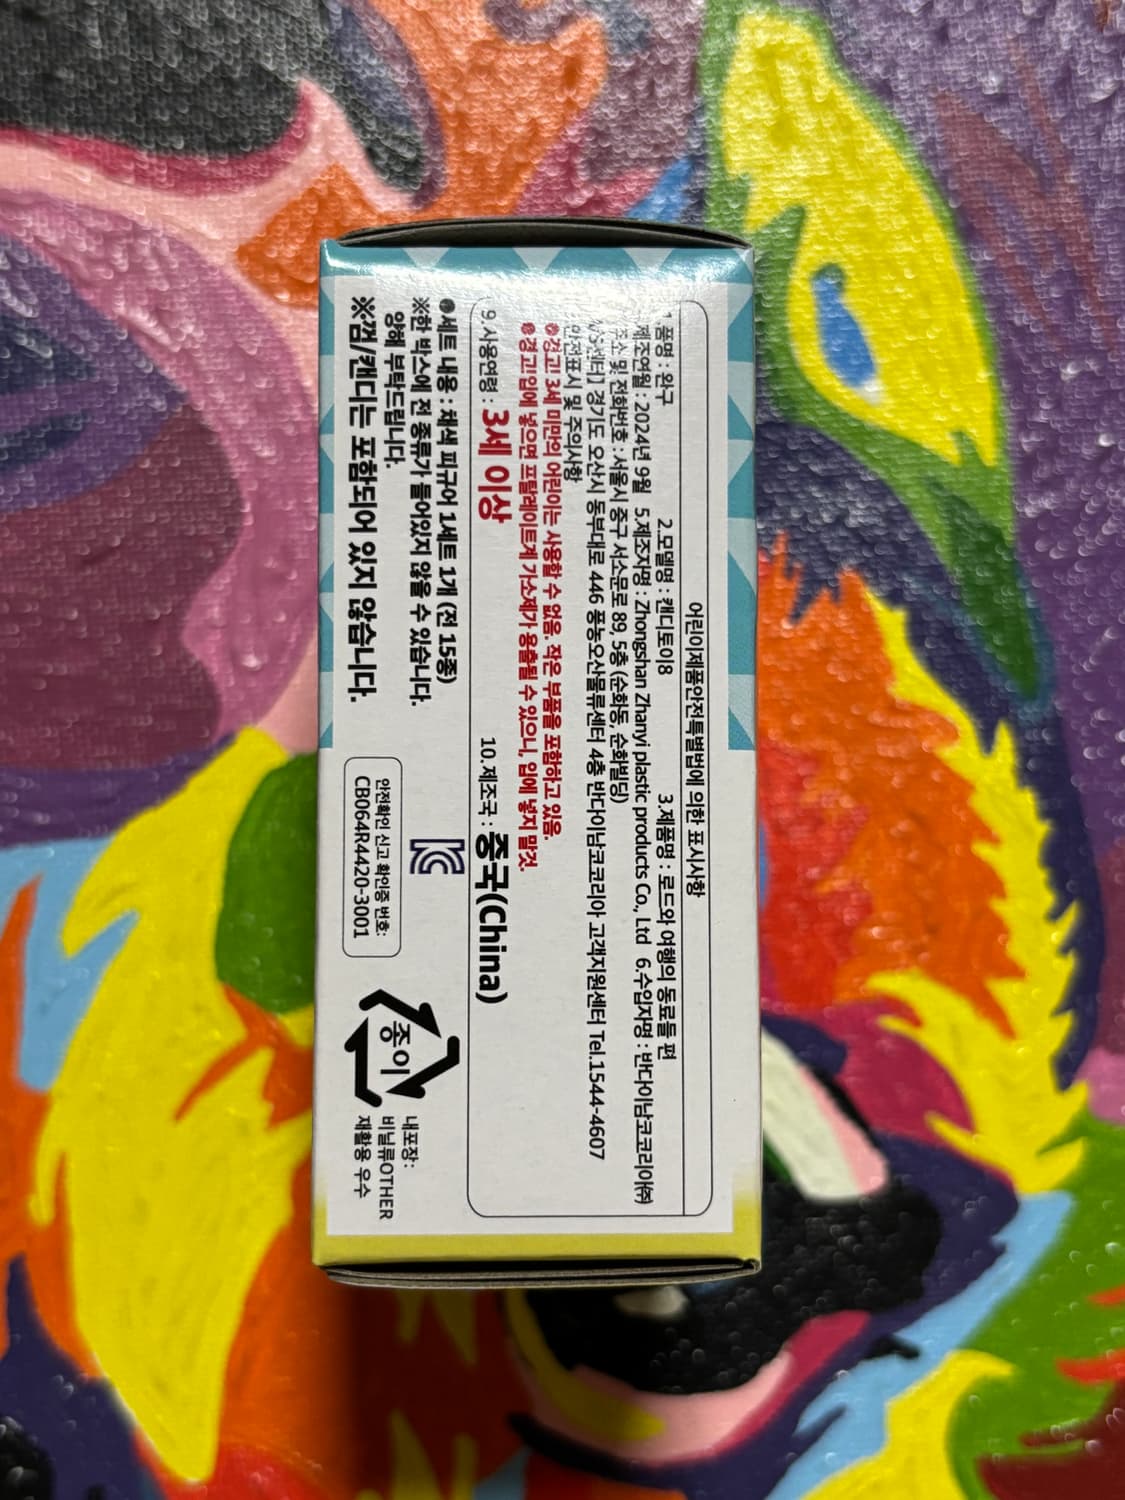 어린이제품안전특별법에 의한 표시사항
품명 : 완구 2.모델명 : 캔디토이8 3.제품명 : 로드와 여행의 동료들 편
제조연월 : 2024년 9월 5.제조자명 : Zhongshan Zhanyi plastic products Co., Ltd 6.수입자명 : 반다이남코코리아㈜
주소 및 전화번호 : 서울시 중구 서소문로 89, 5층 (순화동, 순화빌딩)
센터] 경기도 오산시 동부대로 446 풍농오산물류센터 4층 반다이남코코리아 고객지원센터 Tel.1544-4607
안전표시 및 주의사항
경고! 3세 미만의 어린이는 사용할 수 없음. 작은 부품을 포함하고 있음.
경고! 입에 넣으면 프탈레이트계 가소제가 용출될 수 있으니, 입에 넣지 말것.
9.사용연령 : 3세 이상 10.제조국 : 중국(China)
●세트 내용 : 채색 피규어 1세트 1개 (전 15종)
※한 박스에 전 종류가 들어있지 않을 수 있습니다.
양해 부탁드립니다.
※껌/캔디는 포함되어 있지 않습니다.
KC
안전확인 신고 확인증 번호:
CB064R4420-3001
종이
내포장:
비닐류OTHER
재활용 우수